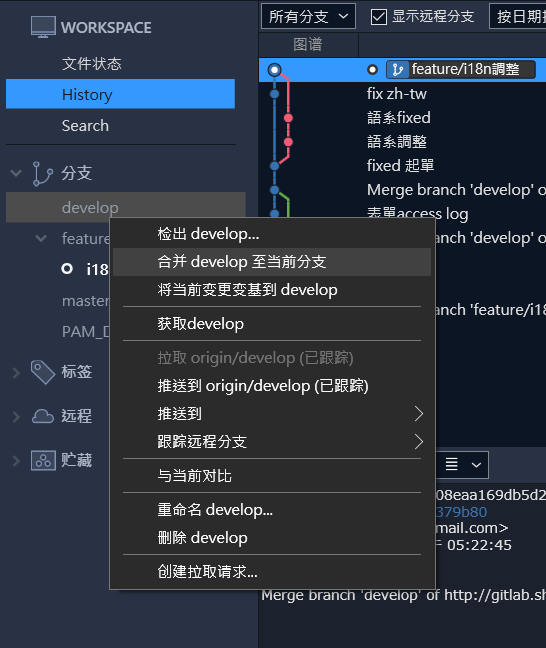 WORKSPACE
文件状态
History
Search
分支
develop
feature
i18
master
PAM_D
标签
远程
贮藏
所有分支
显示远程分支
按日期
图谱
feature/i18n調整
fix zh-tw
語系fixed
語系調整
fixed 起單
Merge branch 'develop' o
表單access log
anch 'develop' o
anch 'feature/i18
检出 develop...
合并 develop 至当前分支
将当前变更变基到 develop
获取develop
拉取 origin/develop (已跟踪)
推送到 origin/develop (已跟踪)
推送到
跟踪远程分支
与当前对比
重命名 develop...
删除 develop
创建拉取请求...
08eaa169db5d2
379b80
mail.com>
05:22:45
Merge branch 'develop' of http://gitlab.sh